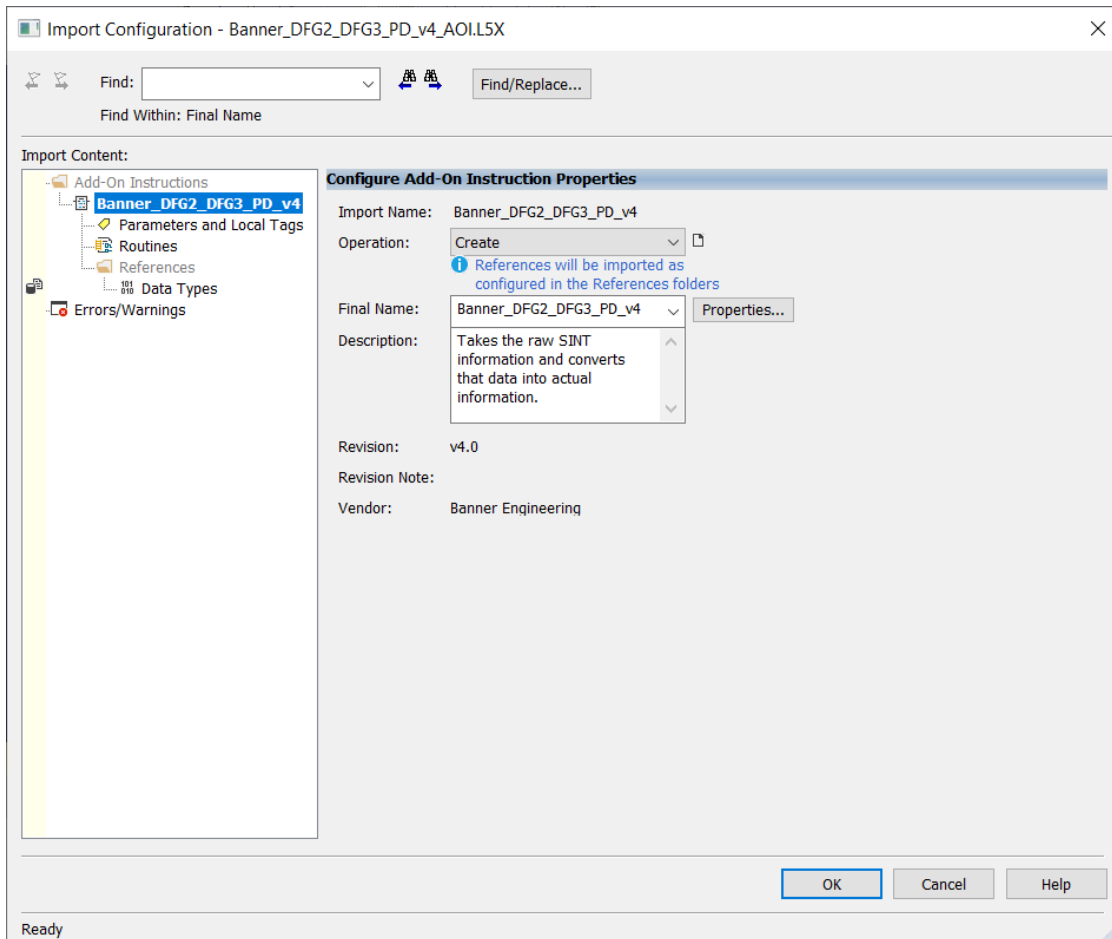 Import Configuration - Banner_DFG2_DFG3_PD_v4_AOI.L5X
Find:
Find/Replace...
Find Within: Final Name
Import Content:
Add-On Instructions
Banner_DFG2_DFG3_PD_v4
Parameters and Local Tags
Routines
References
Data Types
Errors/Warnings
Configure Add-On Instruction Properties
Import Name: Banner_DFG2_DFG3_PD_v4
Operation: Create
References will be imported as
configured in the References folders
Final Name: Banner_DFG2_DFG3_PD_v4 Properties...
Description: Takes the raw SINT
information and converts
that data into actual
information.
Revision: v4.0
Revision Note:
Vendor: Banner Engineering
OK Cancel Help
Ready